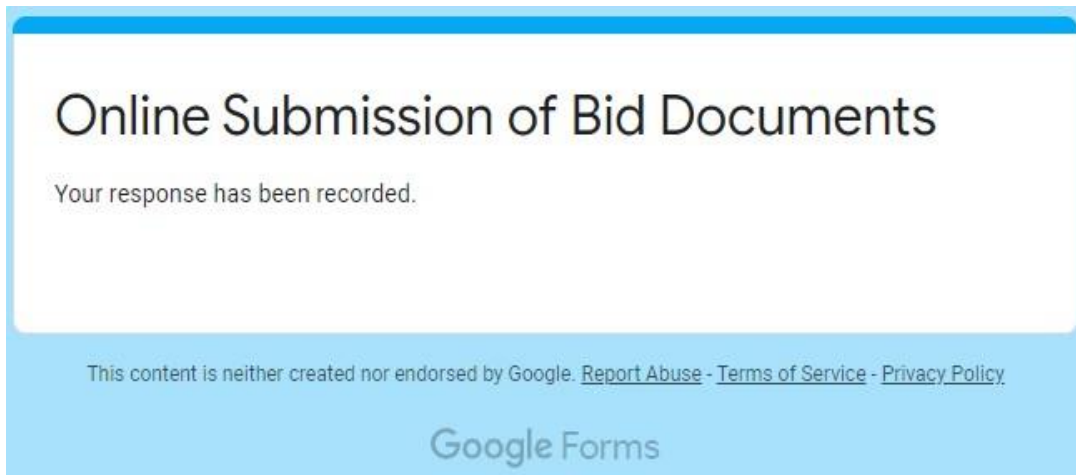 Online Submission of Bid Documents
Your response has been recorded.
This content is neither created nor endorsed by Google. Report Abuse - Terms of Service - Privacy Policy
Google Forms